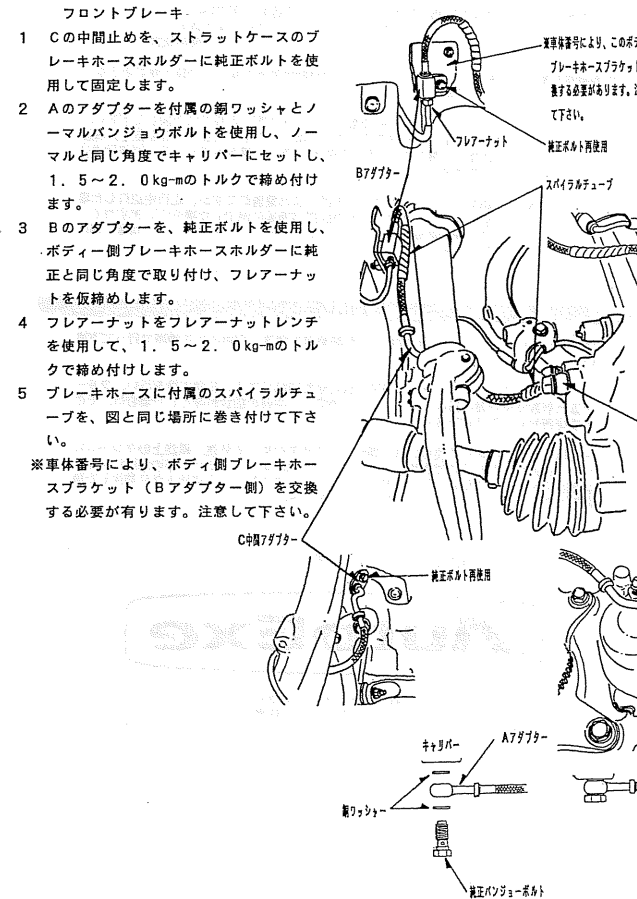 フロントブレーキ
1 Cの中間止めを、ストラットケースのブ
レーキホースホルダーに純正ボルトを使
用して固定します。
2 Aのアダプターを付属の銅ワッシャとノ
ーマルバンジョウボルトを使用し、ノー
マルと同じ角度でキャリパーにセットし、
1.5~2.0kg-mのトルクで締め付け
ます。
3 Bのアダプターを、純正ボルトを使用し、
ボディー側ブレーキホースホルダーに純
正と同じ角度で取り付け、フレアーナッ
トを仮締めします。
4 フレアーナットをフレアーナットレンチ
を使用して、1.5~2.0kg-mのトル
クで締め付けします。
5 ブレーキホースに付属のスパイラルチュ
ーブを、図と同じ場所に巻き付けて下さ
い。
※車体番号により、ボディ側ブレーキホー
スブラケット(Bアダプター側)を交換
する必要が有ります。注意して下さい。
※車体番号により、このボデ
ブレーキホースブラケット
換する必要があります。
て下さい。
フレアーナット
純正ボルト再使用
Bアダプター
スパイラルチューブ
C中間アダプター
純正ボルト再使用
キャリパー
Aアダプター
銅ワッシャー
純正バンジョーボルト